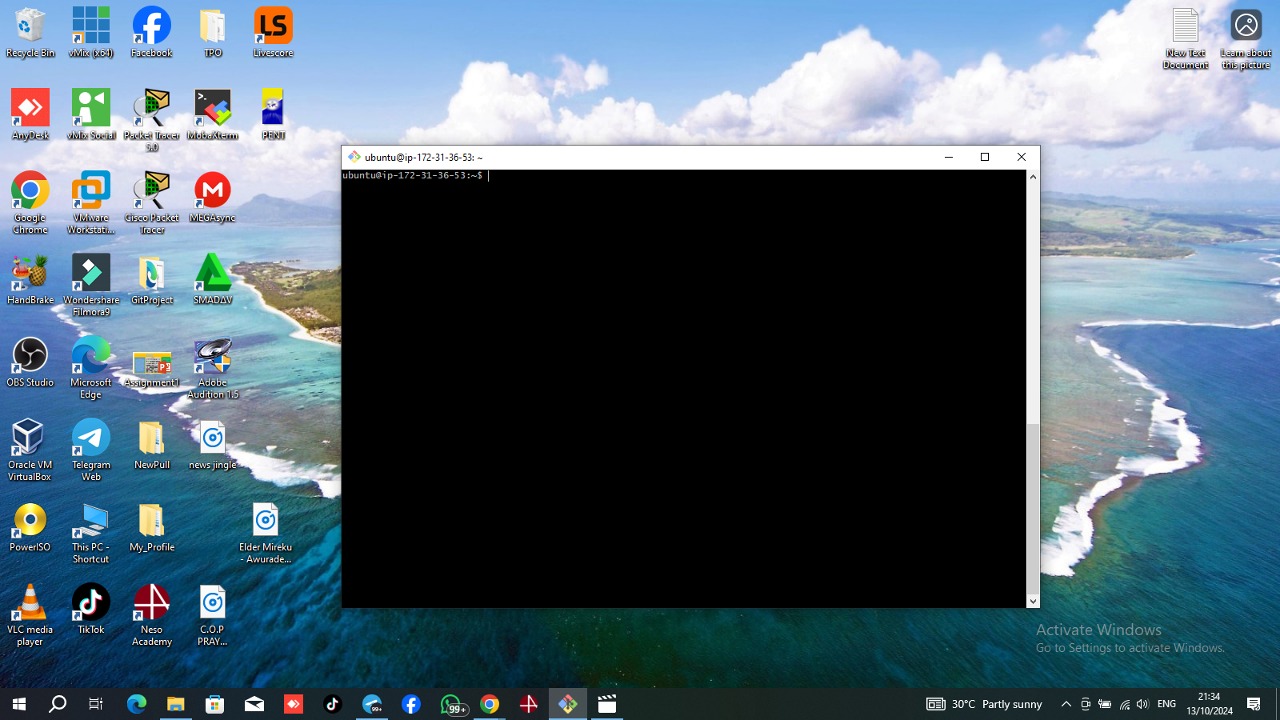 Recycle Bin
vMix (x64)
Facebook
TPO
Livescore
LS
New Text
Document
Learn about
this picture
AnyDesk
vMix Social
Packet Tracer
5.0
MobaXterm
PENT
Google
Chrome
VMware
Workstati...
Cisco Packet
Tracer
MEGAsync
HandBrake
Wondershare
Filmora9
GitProject
SMADΔV
OBS Studio
Microsoft
Edge
Assignment1
Adobe
Audition 1.5
Oracle VM
VirtualBox
Telegram
Web
NewPull
news jingle
PowerISO
This PC -
Shortcut
My_Profile
Elder Mireku
- Awurade...
VLC media
player
TikTok
Neso
Academy
C.O.P
PRAY...
ubuntu@ip-172-31-36-53: ~
ubuntu@ip-172-31-36-53:~$
Activate Windows
Go to Settings to activate Windows.
99+
99+
30°C Partly sunny
ENG
21:34
13/10/2024